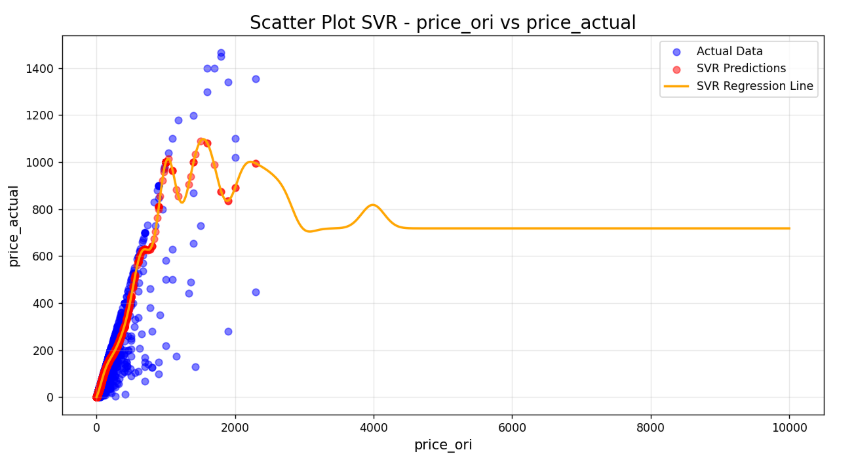 Scatter Plot SVR - price_ori vs price_actual
Actual Data
SVR Predictions
SVR Regression Line
price_actual
1400
1200
1000
800
600
400
200
0
0 2000 4000 6000 8000 10000
price_ori